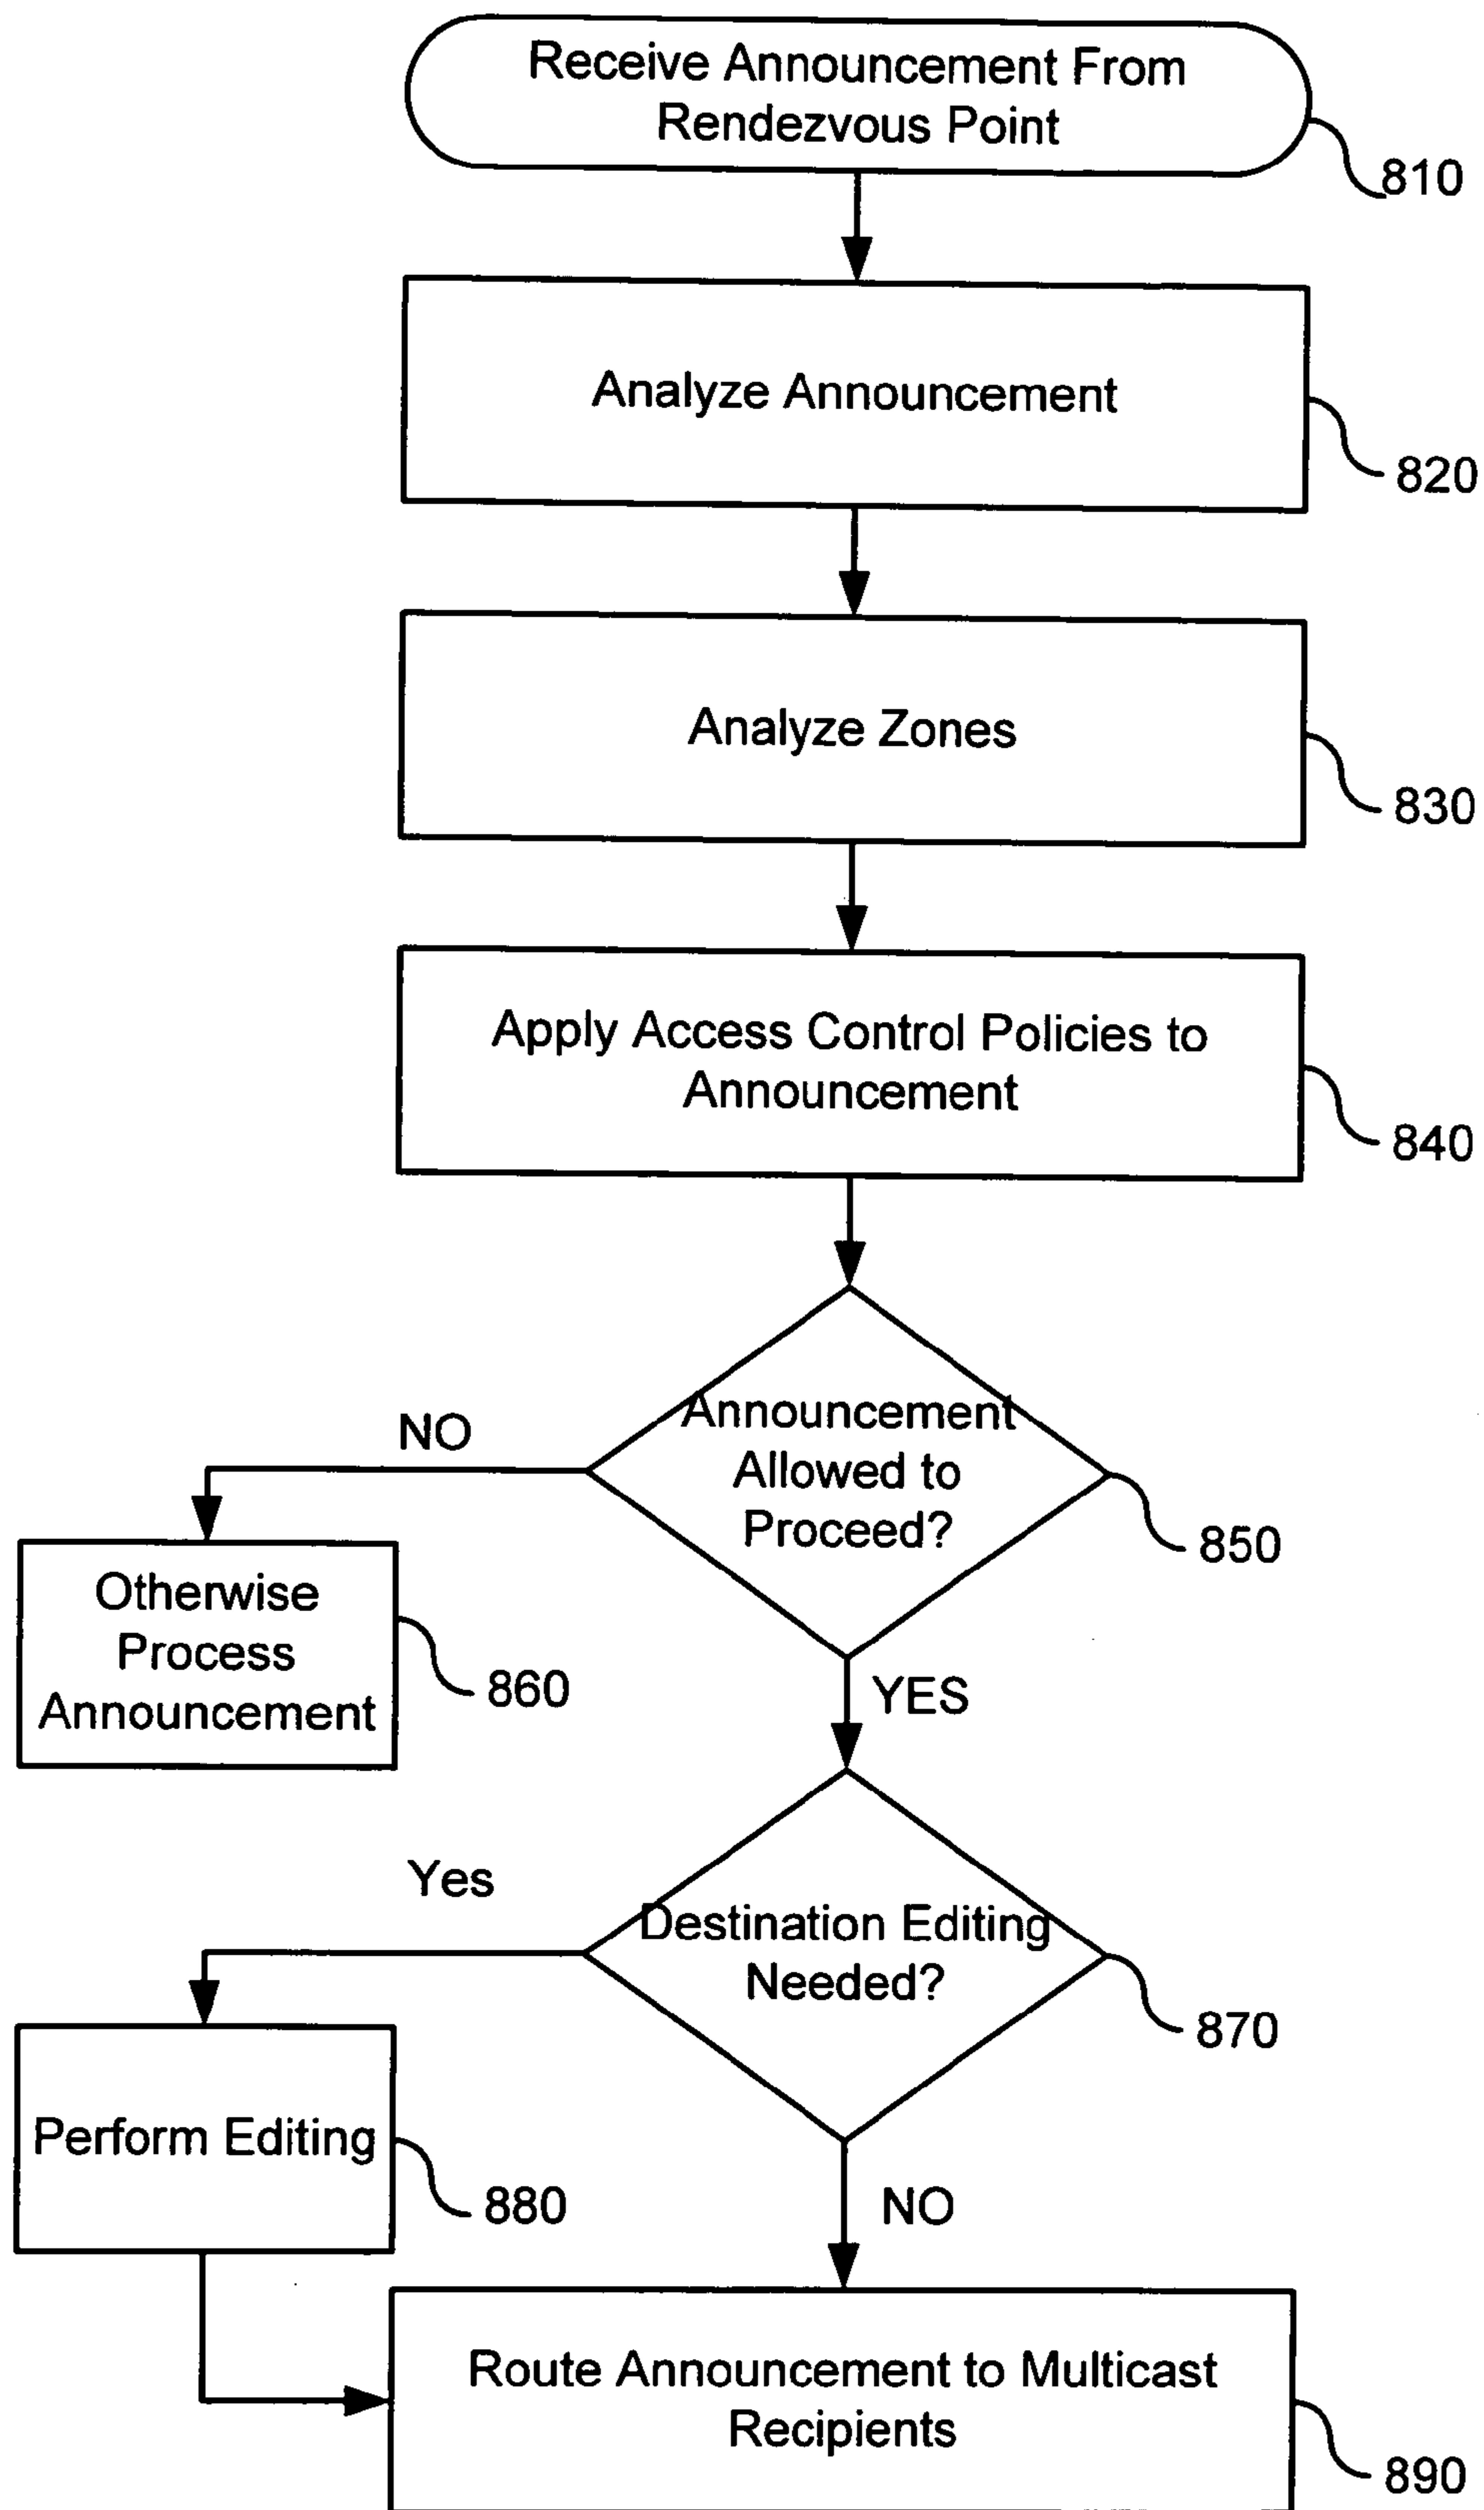 Receive Announcement From
Rendezvous Point
810
Analyze Announcement
820
Analyze Zones
830
Apply Access Control Policies to
Announcement
840
Announcement
Allowed to
Proceed?
850
NO
Otherwise
Process
Announcement
860
YES
Destination Editing
Needed?
870
Yes
Perform Editing
880
NO
Route Announcement to Multicast
Recipients
890